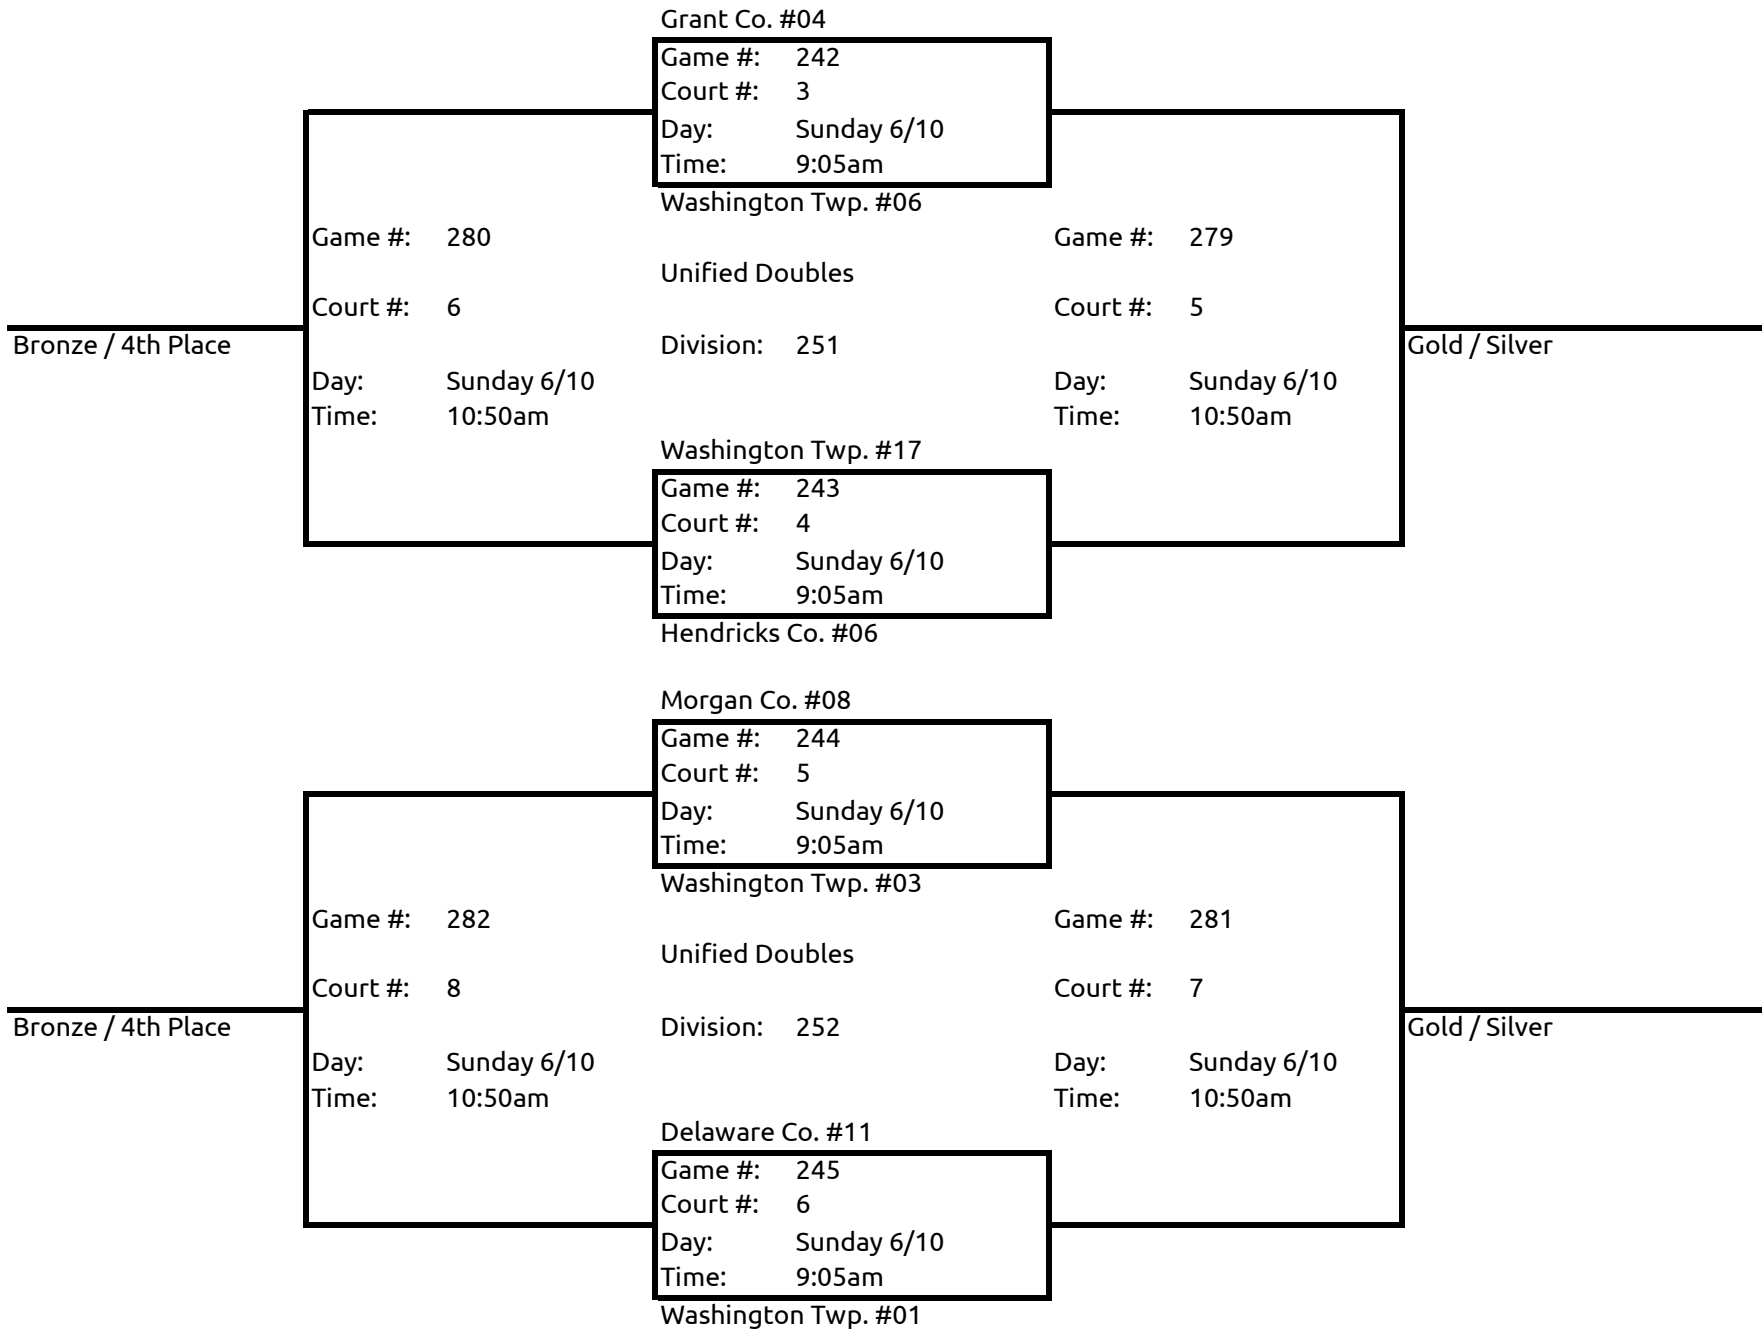 Grant Co. #04
Game #: 242
Court #: 3
Day: Sunday 6/10
Time: 9:05am
Washington Twp. #06
Game #: 280
Game #: 279
Unified Doubles
Court #: 6
Court #: 5
Bronze / 4th Place
Division: 251
Gold / Silver
Day: Sunday 6/10
Day: Sunday 6/10
Time: 10:50am
Time: 10:50am
Washington Twp. #17
Game #: 243
Court #: 4
Day: Sunday 6/10
Time: 9:05am
Hendricks Co. #06
Morgan Co. #08
Game #: 244
Court #: 5
Day: Sunday 6/10
Time: 9:05am
Washington Twp. #03
Game #: 282
Game #: 281
Unified Doubles
Court #: 8
Court #: 7
Bronze / 4th Place
Division: 252
Gold / Silver
Day: Sunday 6/10
Day: Sunday 6/10
Time: 10:50am
Time: 10:50am
Delaware Co. #11
Game #: 245
Court #: 6
Day: Sunday 6/10
Time: 9:05am
Washington Twp. #01